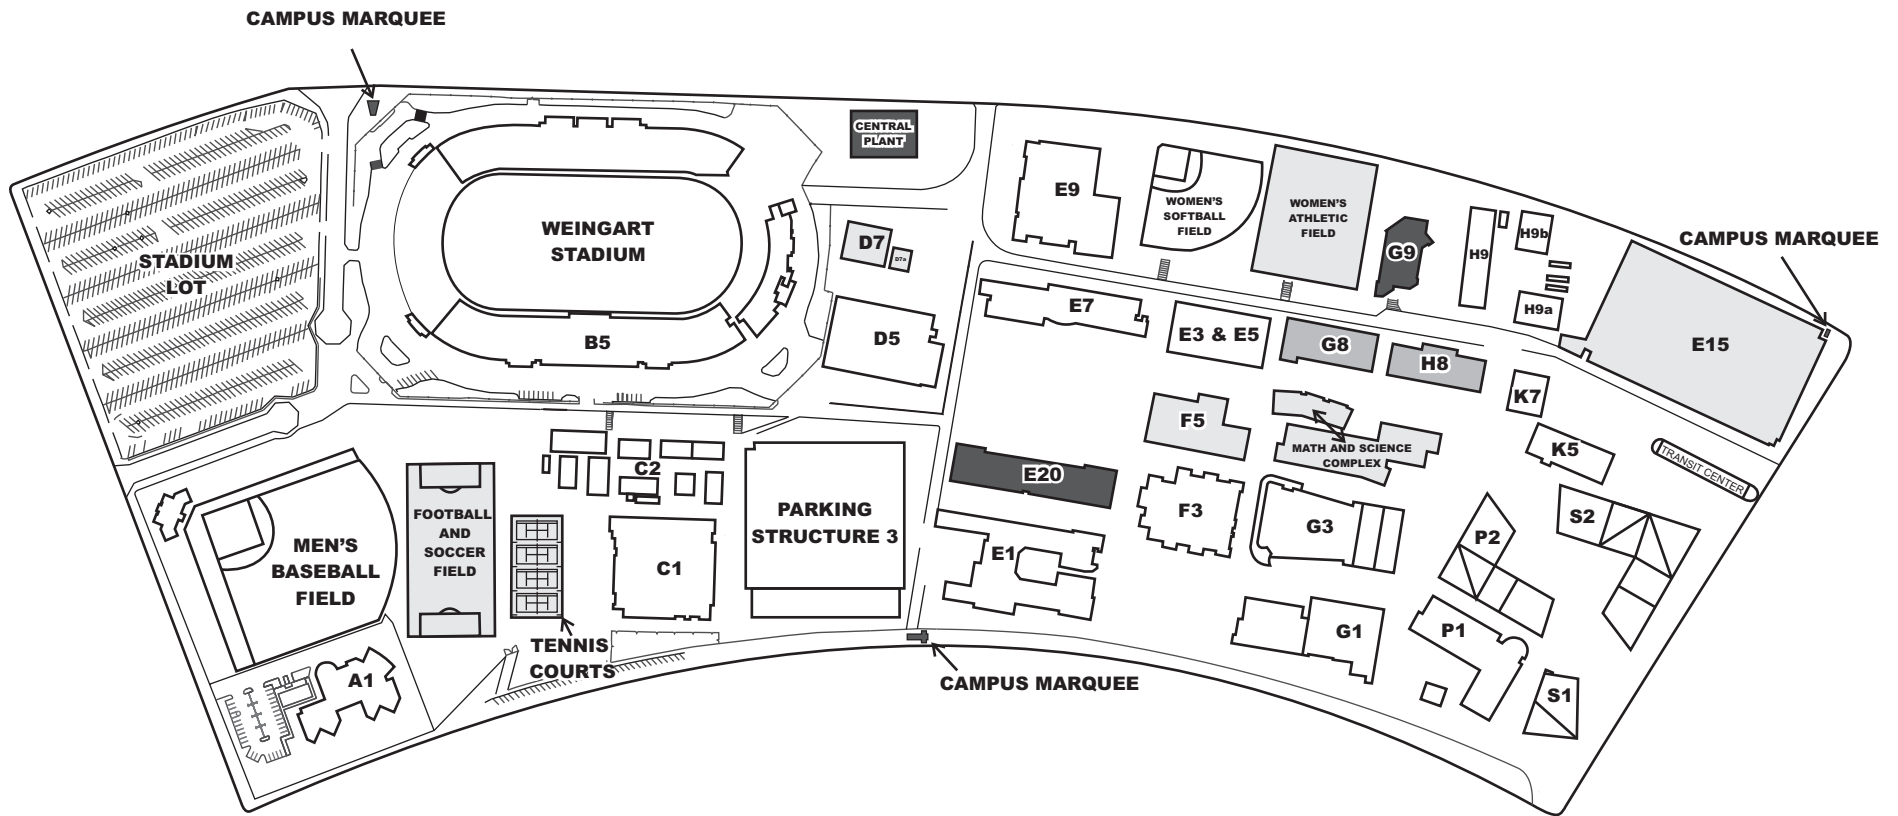 CAMPUS MARQUEE
CENTRAL
PLANT
E9
WOMEN'S
SOFTBALL
FIELD
WOMEN'S
ATHLETIC
FIELD
WEINGART
STADIUM
D7
D7a
G9
H9
H9b
CAMPUS MARQUEE
STADIUM
LOT
E7
H9a
B5
D5
E3 & E5
G8
H8
E15
K7
F5
MATH AND SCIENCE
COMPLEX
K5
TRANSIT CENTER
C2
E20
PARKING
STRUCTURE 3
F3
G3
S2
P2
FOOTBALL
AND
SOCCER
FIELD
MEN'S
BASEBALL
FIELD
C1
E1
TENNIS
COURTS
G1
P1
A1
CAMPUS MARQUEE
S1